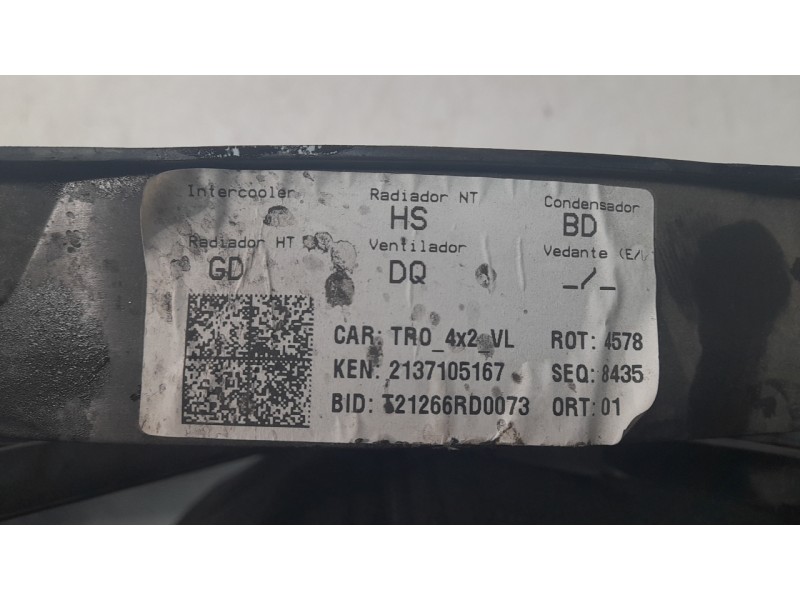 Intercooler Radiador NT Condensador
HS BD
Radiador HT Ventilador Vedante (E/
GD DQ _/_
CAR: TRO_4x2_VL ROT: 4578
KEN: 2137105167 SEQ: 8435
BID: T21266RD0073 ORT: 01